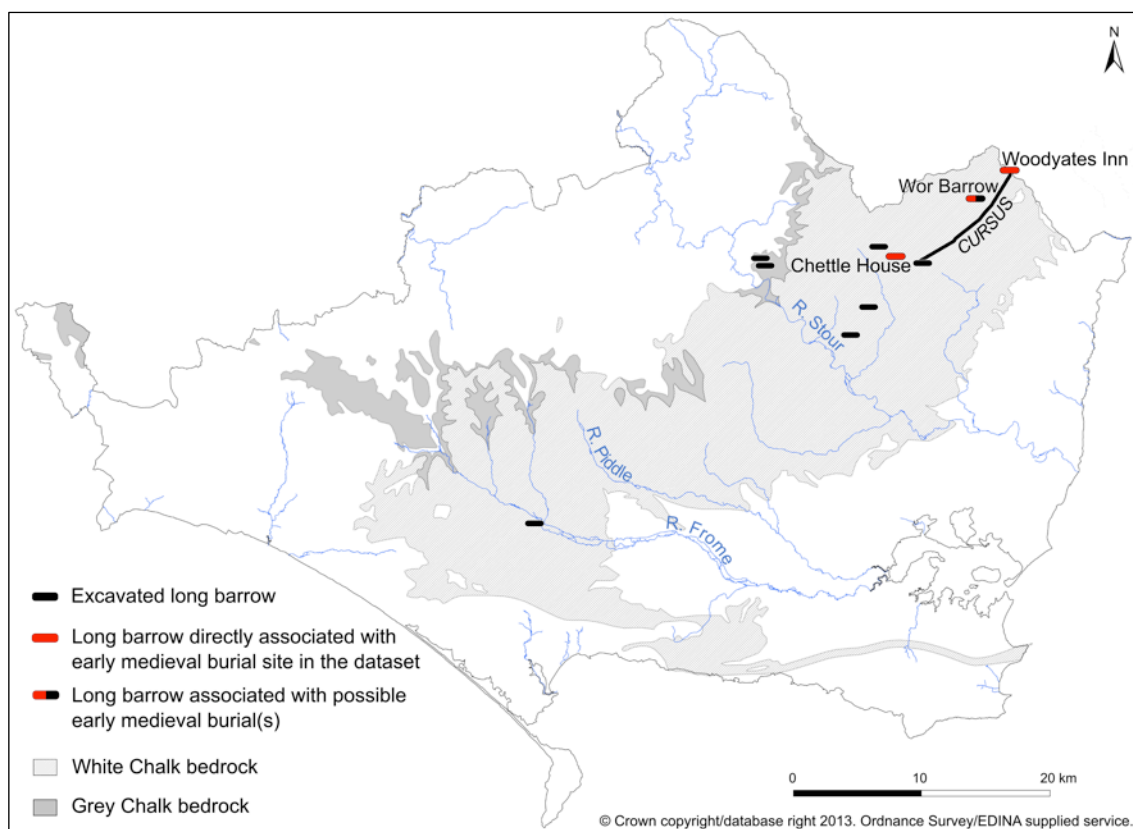 N
Woodyates Inn
Wor Barrow
CURSUS
Chettle House
R. Stour
R. Piddle
R. Frome
Excavated long barrow
Long barrow directly associated with
early medieval burial site in the dataset
Long barrow associated with possible
early medieval burial(s)
White Chalk bedrock
Grey Chalk bedrock
0 10 20 km
© Crown copyright/database right 2013. Ordnance Survey/EDINA supplied service.